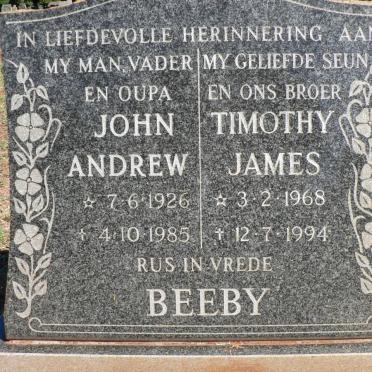 IN LIEFDEVOLLE HERINNERING AAN
MY MAN, VADER
EN OUPA
JOHN
ANDREW
☆ 7·6·1926
† 4·10·1985
MY GELIEFDE SEUN
EN ONS BROER
TIMOTHY
JAMES
☆ 3·2·1968
† 12·7·1994
RUS IN VREDE
BEEBY